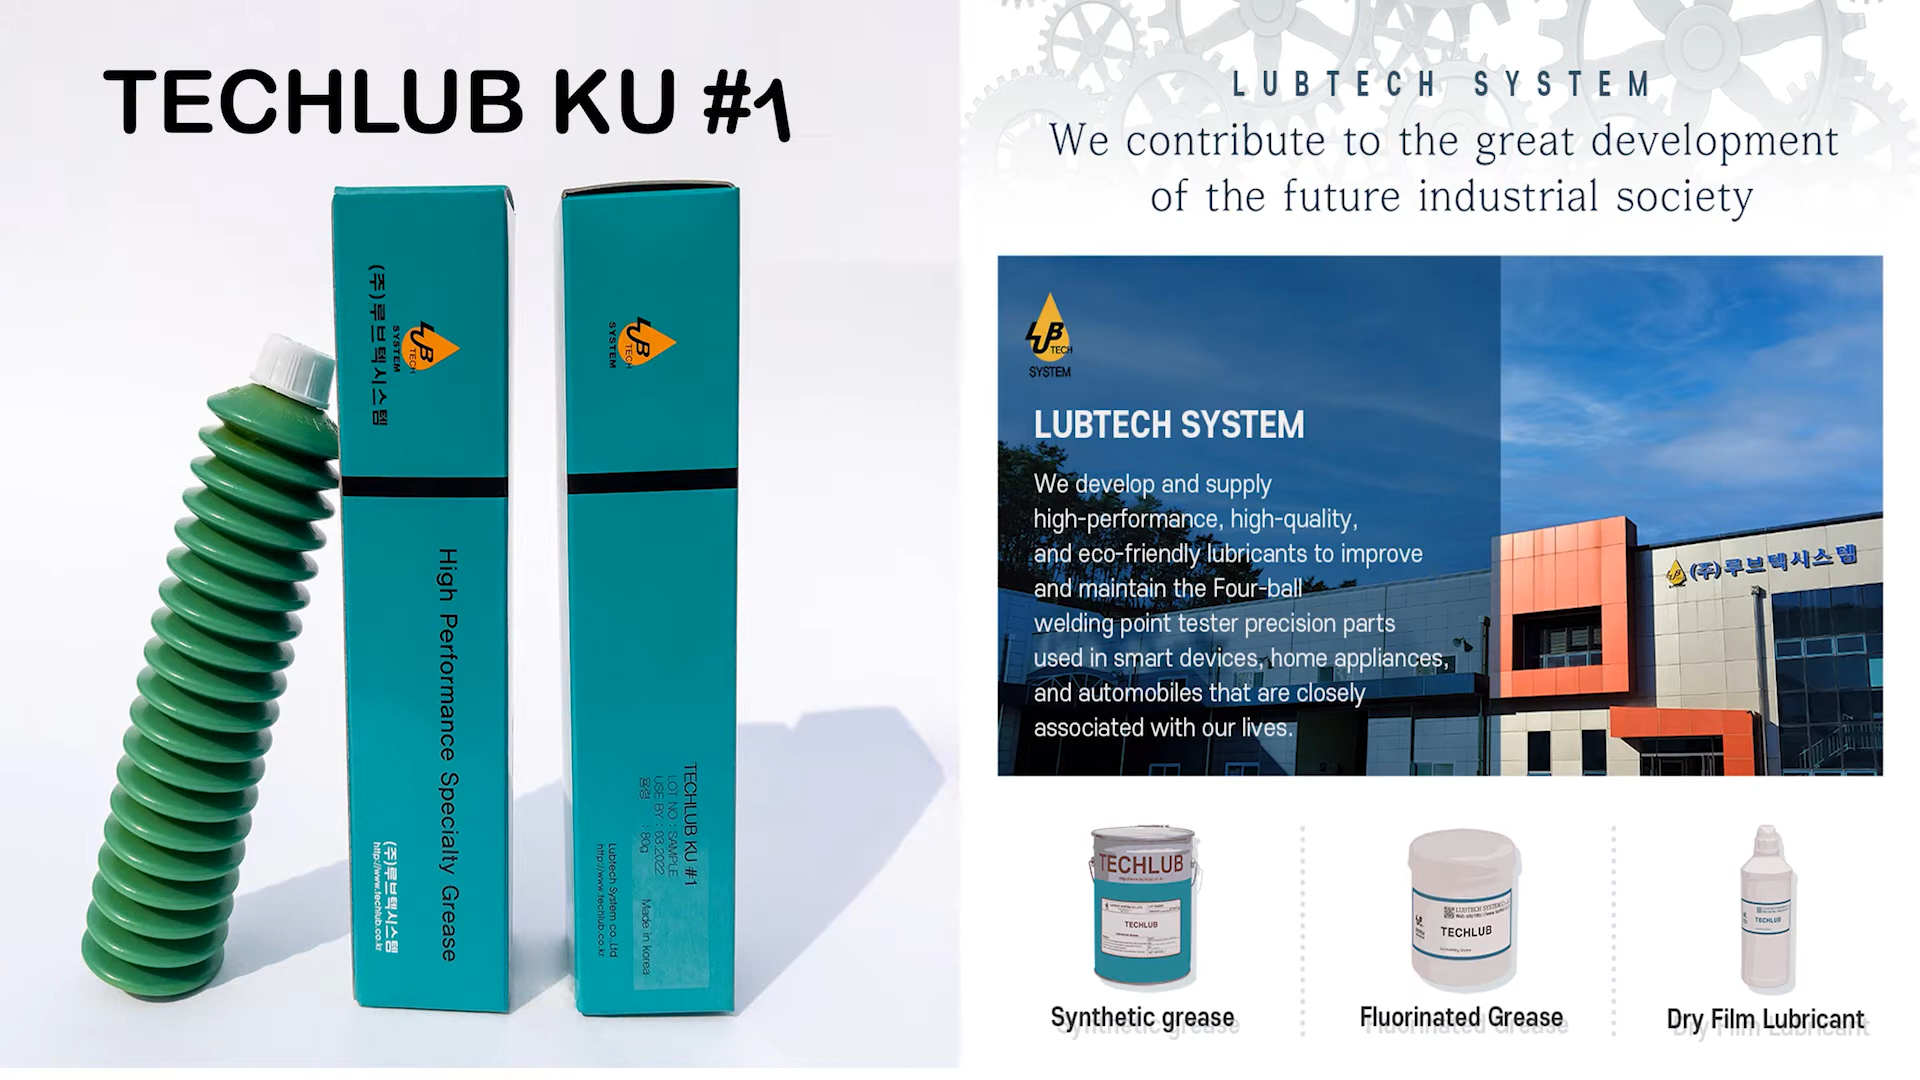 TECHLUB KU #1
(주)루브텍시스템
LUB
TECH
SYSTEM
High Performance Specialty Grease
(주)루브텍시스템
http://www.techlub.co.kr
LUB
TECH
SYSTEM
TECHLUB KU #1
LOT NO : SAMPLE
USE BY : 03.2022
용량 : 80g
Made in korea
Lubtech System co.,Ltd
http://www.techlub.co.kr
LUBTECH SYSTEM
We contribute to the great development
of the future industrial society
LUB
TECH
SYSTEM
LUBTECH SYSTEM
We develop and supply
high-performance, high-quality,
and eco-friendly lubricants to improve
and maintain the Four-ball
welding point tester precision parts
used in smart devices, home appliances,
and automobiles that are closely
associated with our lives.
(주)루브텍시스템
TECHLUB
TECHLUB
Synthetic grease
LUBTECH SYSTEM
TECHLUB
Fluorinated Grease
TECHLUB
Dry Film Lubricant